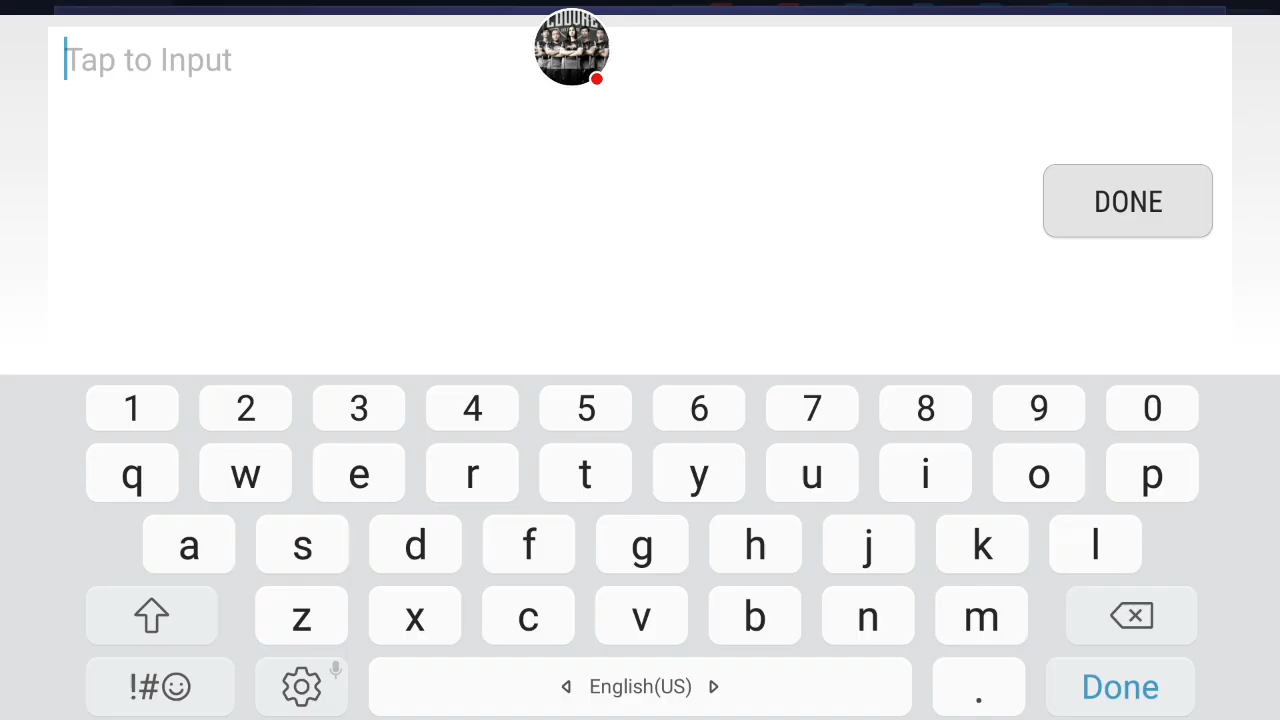 Tap to Input
DONE
1 2 3 4 5 6 7 8 9 0
q w e r t y u i o p
a s d f g h j k l
z x c v b n m
!#☺ English(US) . Done